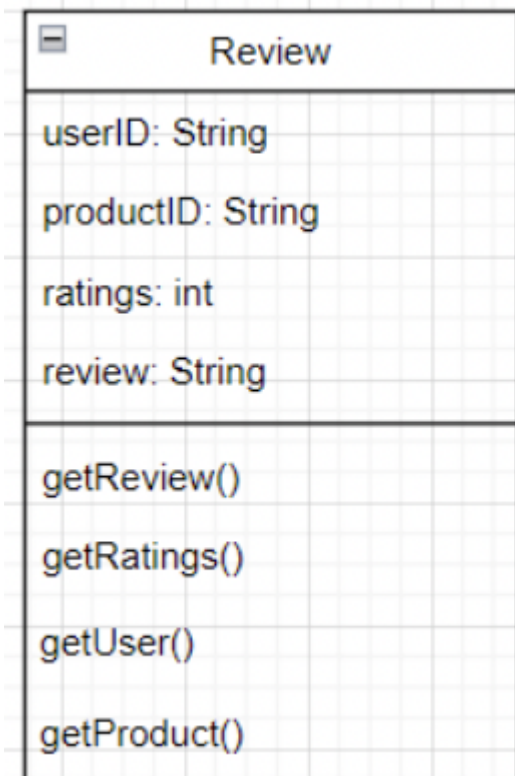 Review
userID: String
productID: String
ratings: int
review: String
getReview()
getRatings()
getUser()
getProduct()